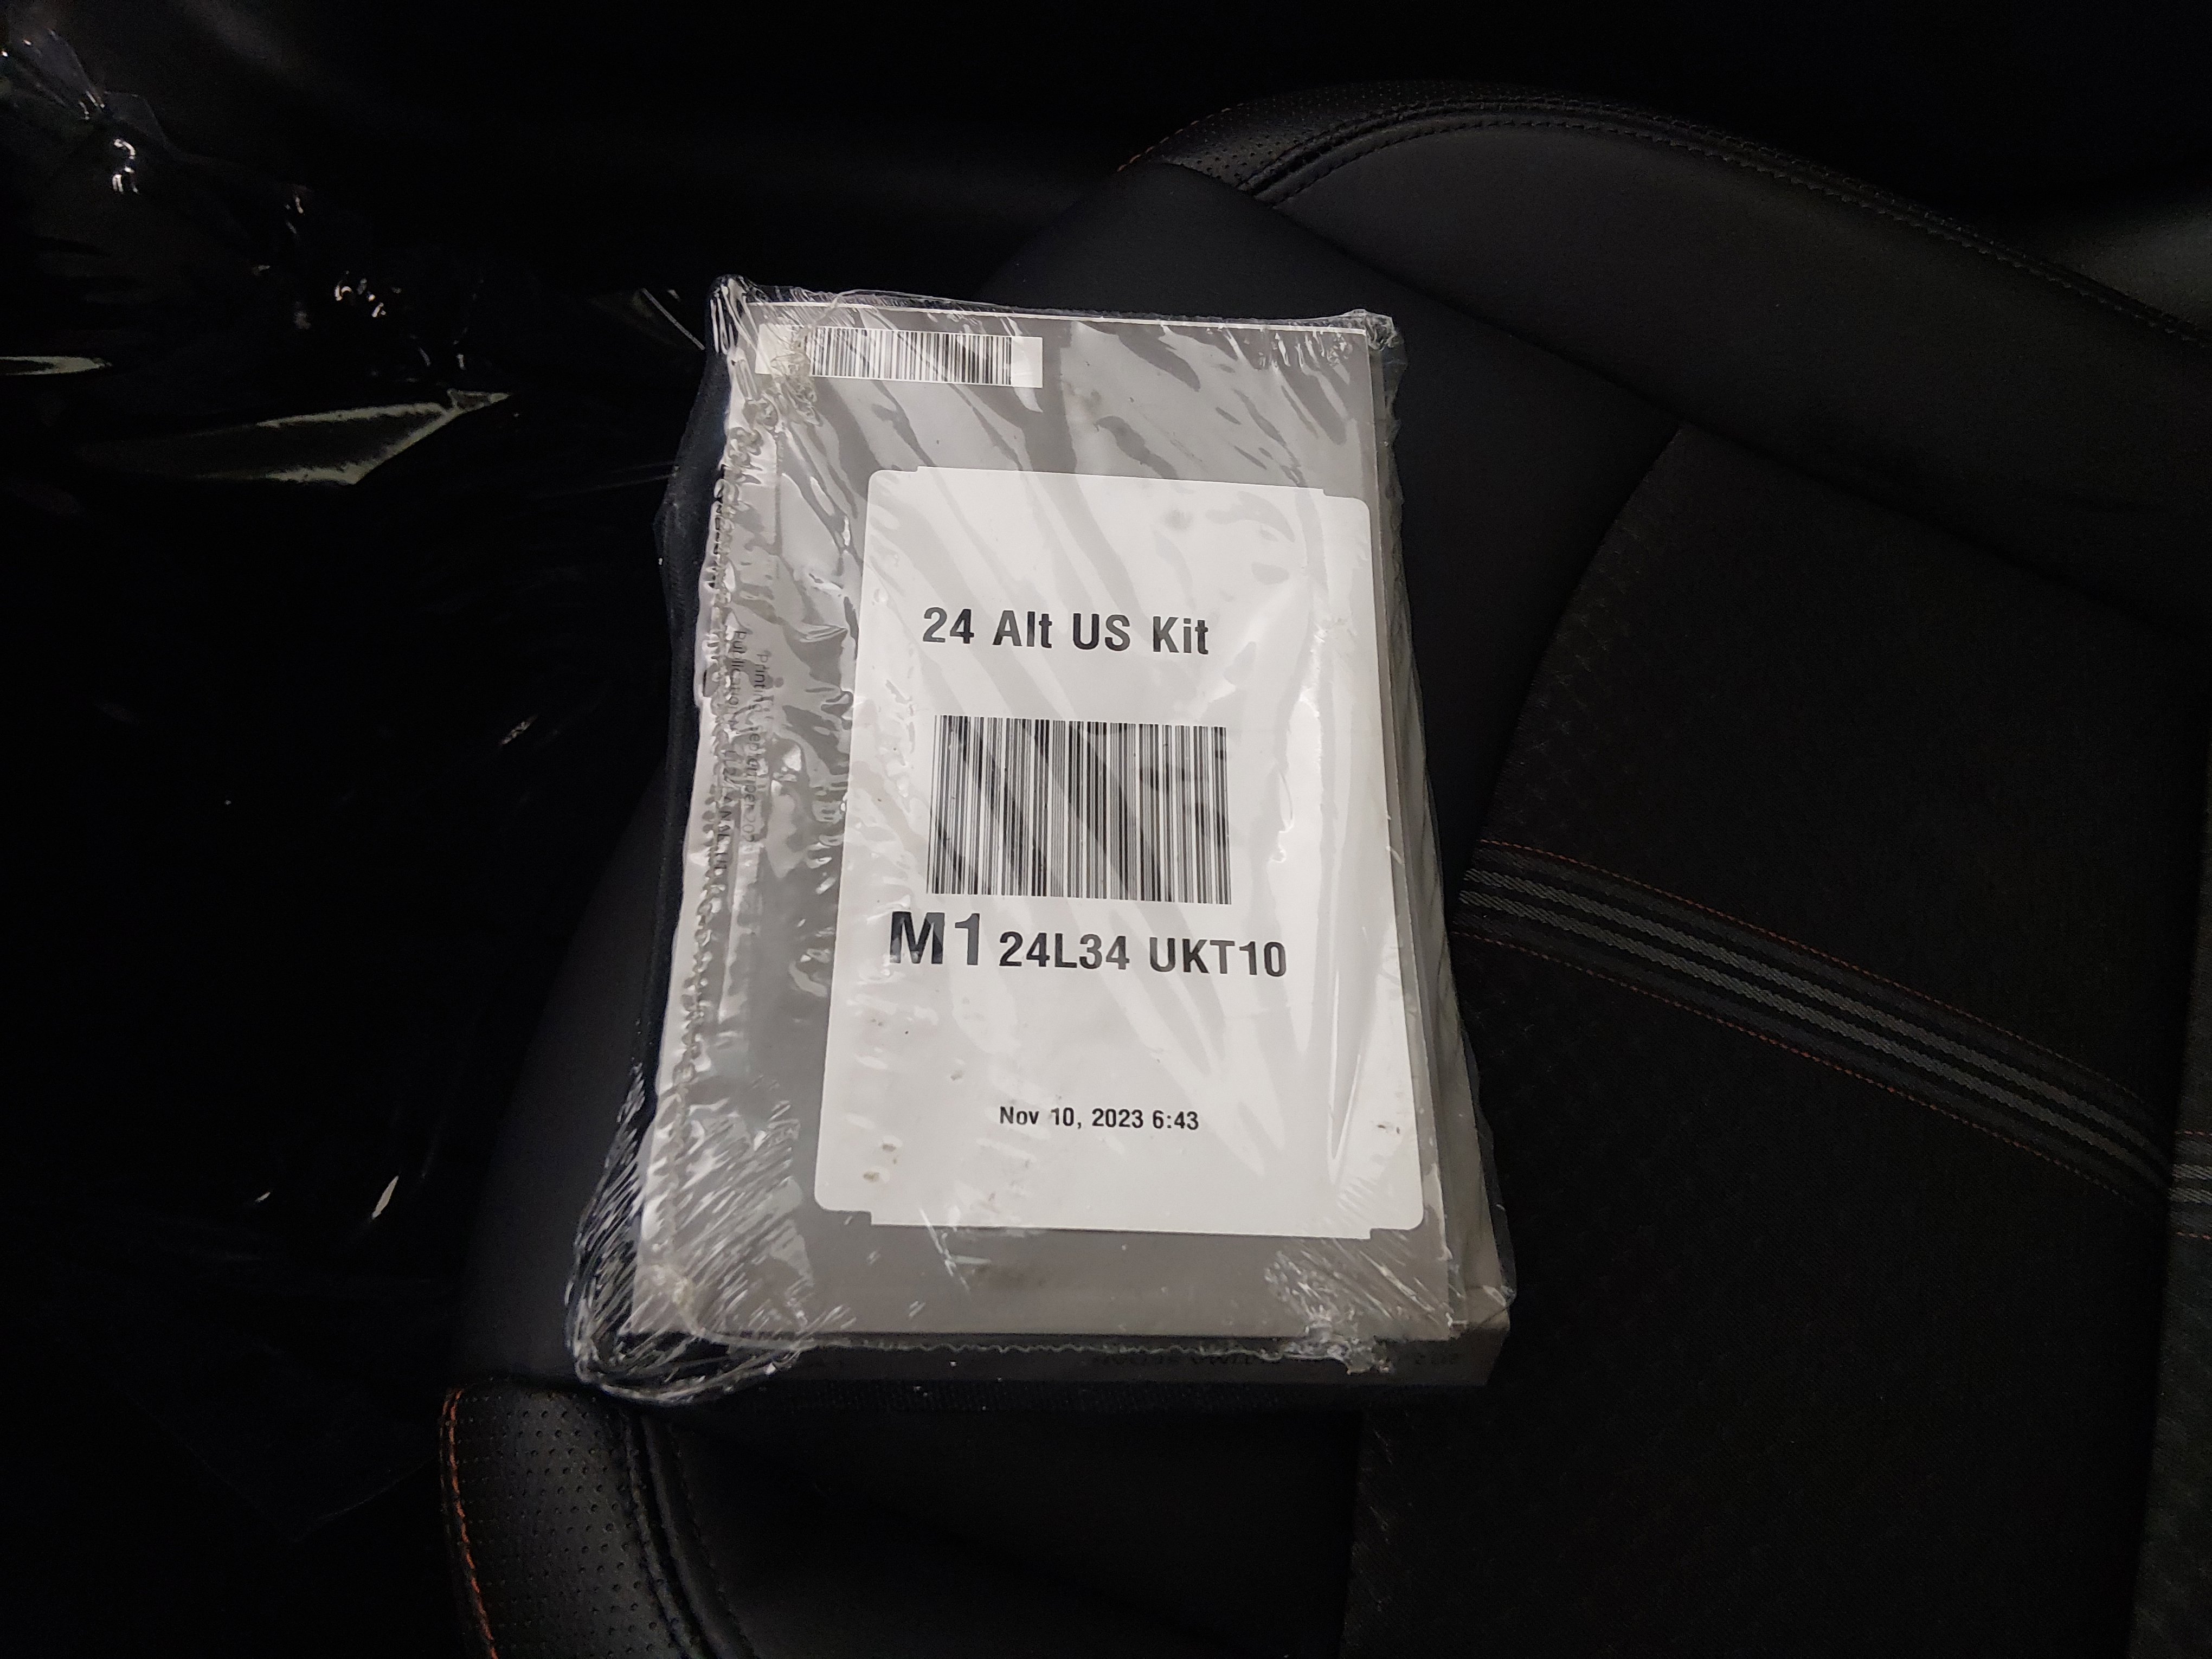 24 Alt US Kit
M1 24L34 UKT10
Nov 10, 2023 6:43